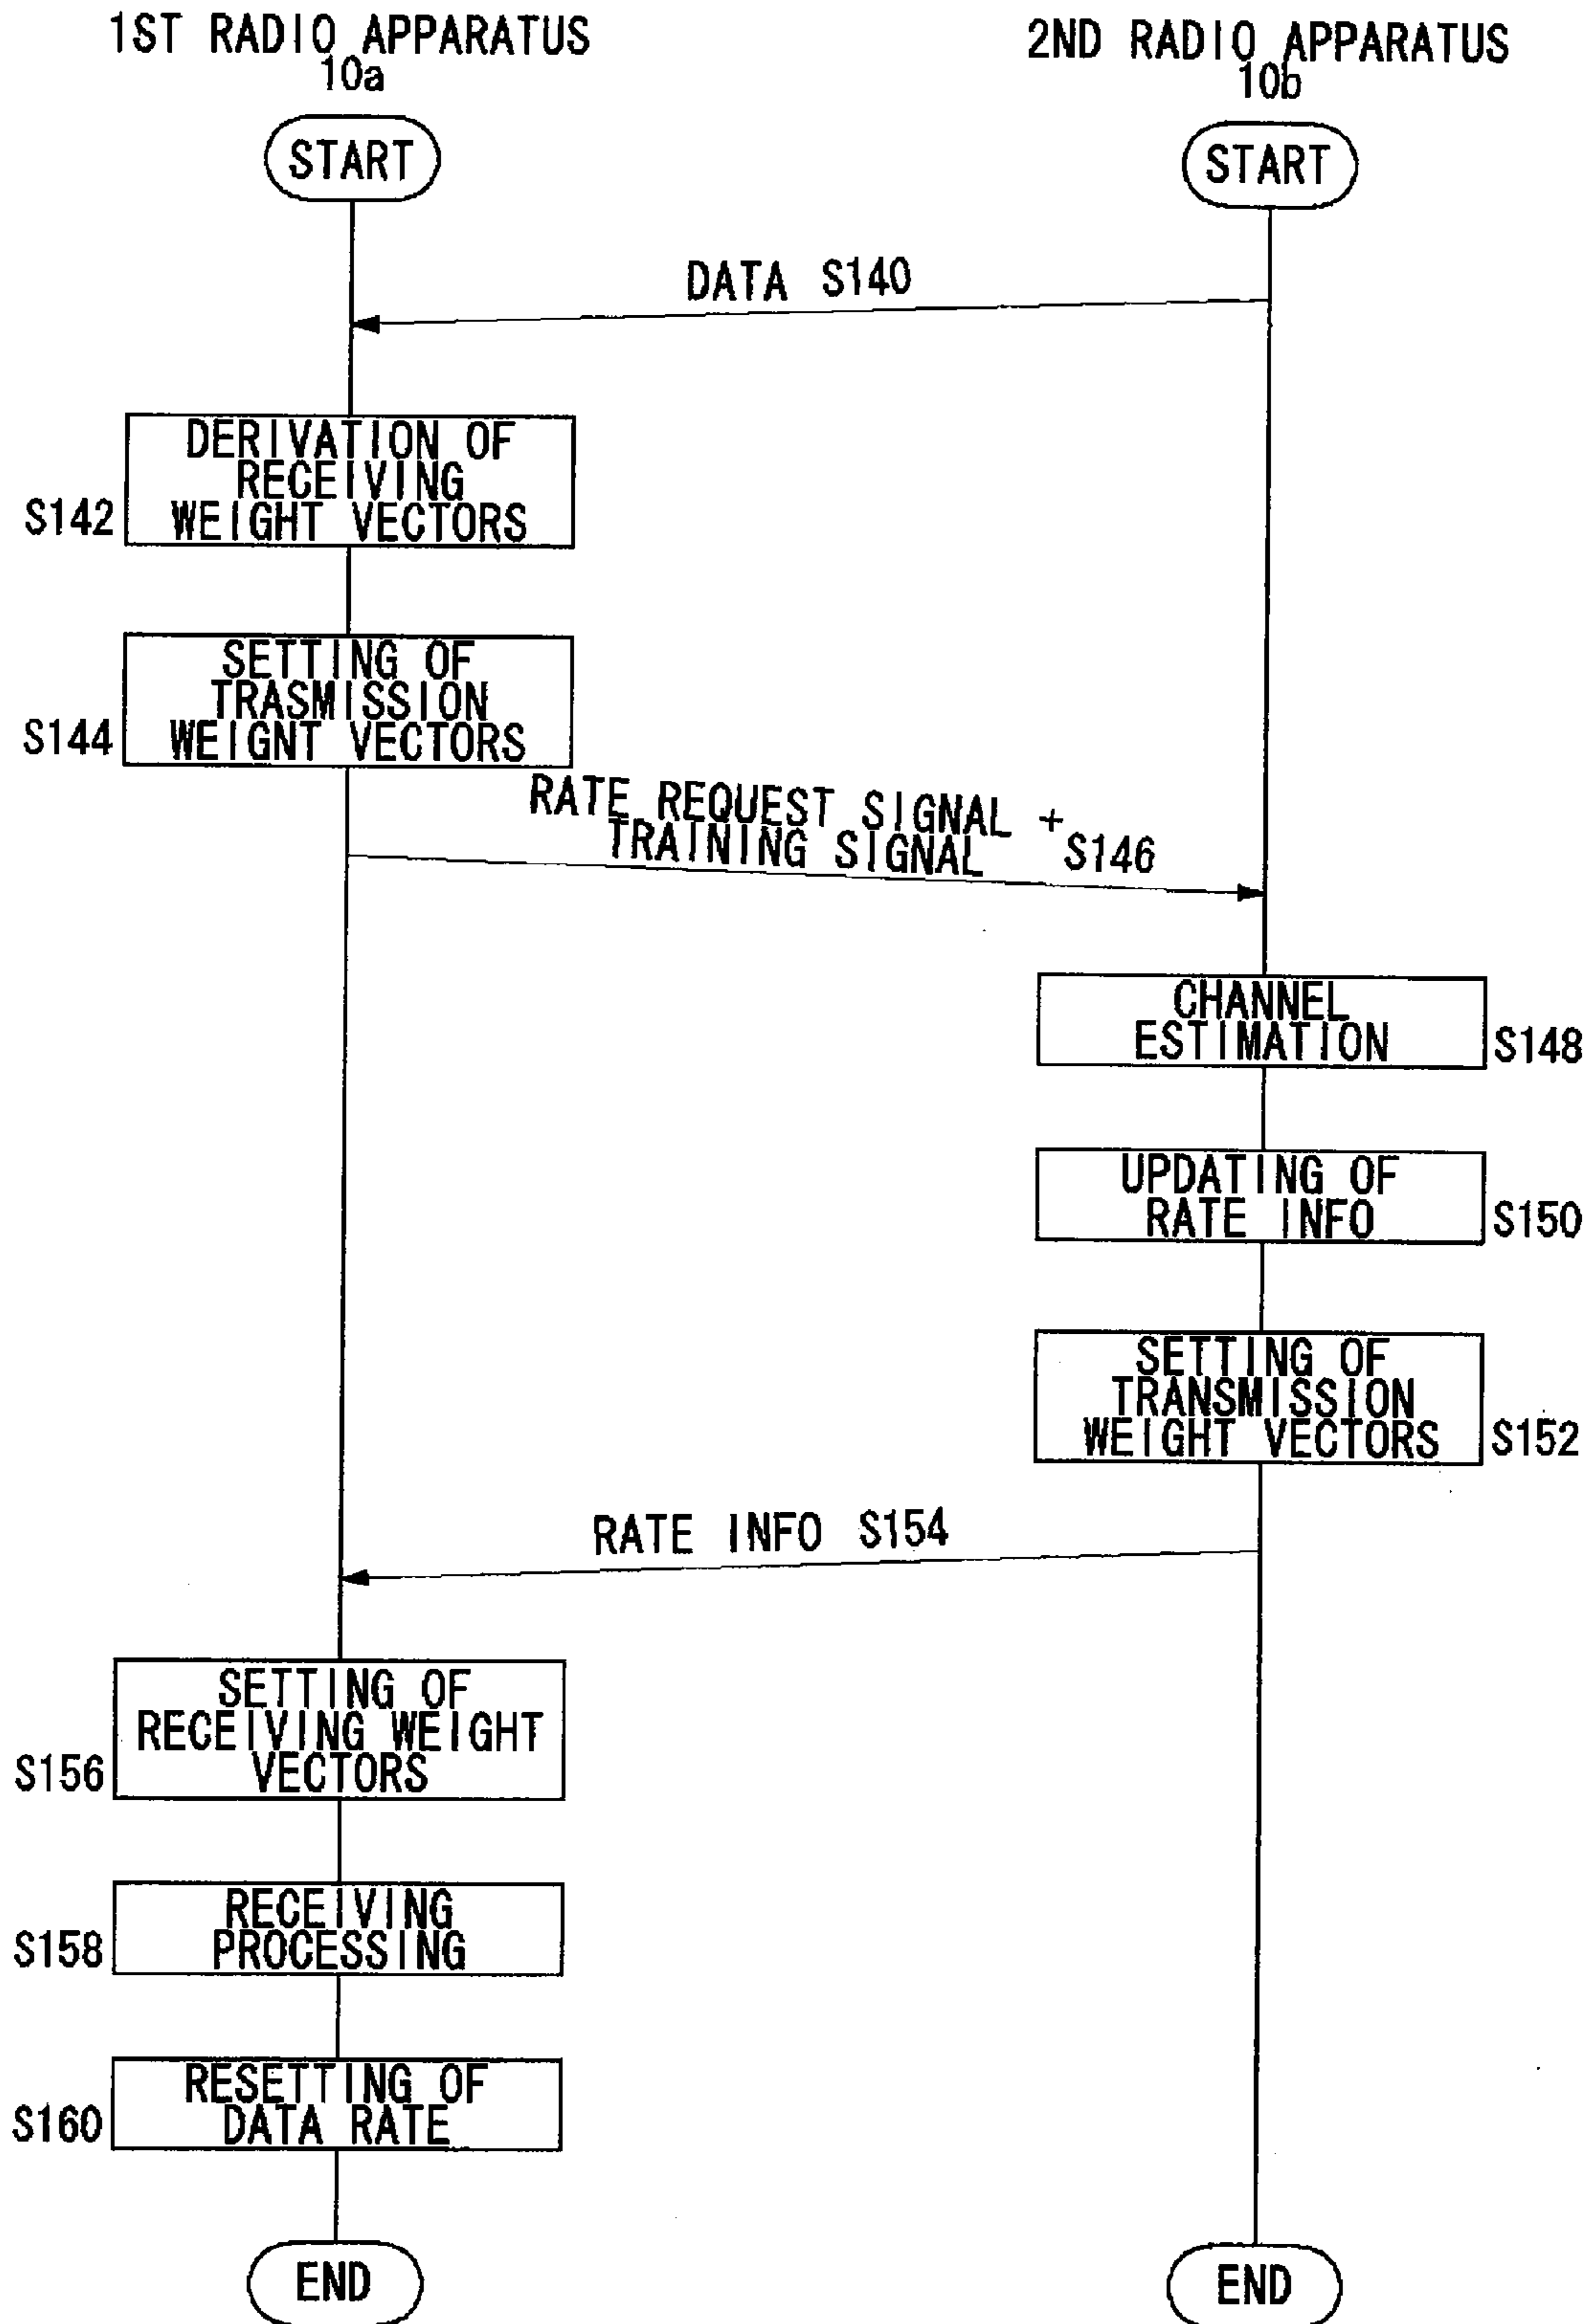 1ST RADIO APPARATUS
10a
2ND RADIO APPARATUS
10b
START
START
DATA S140
DERIVATION OF
RECEIVING
WEIGHT VECTORS
S142
SETTING OF
TRASMISSION
WEIGNT VECTORS
S144
RATE REQUEST SIGNAL +
TRAINING SIGNAL
S146
CHANNEL
ESTIMATION
S148
UPDATING OF
RATE INFO
S150
SETTING OF
TRANSMISSION
WEIGHT VECTORS
S152
RATE INFO S154
SETTING OF
RECEIVING WEIGHT
VECTORS
S156
RECEIVING
PROCESSING
S158
RESETTING OF
DATA RATE
S160
END
END